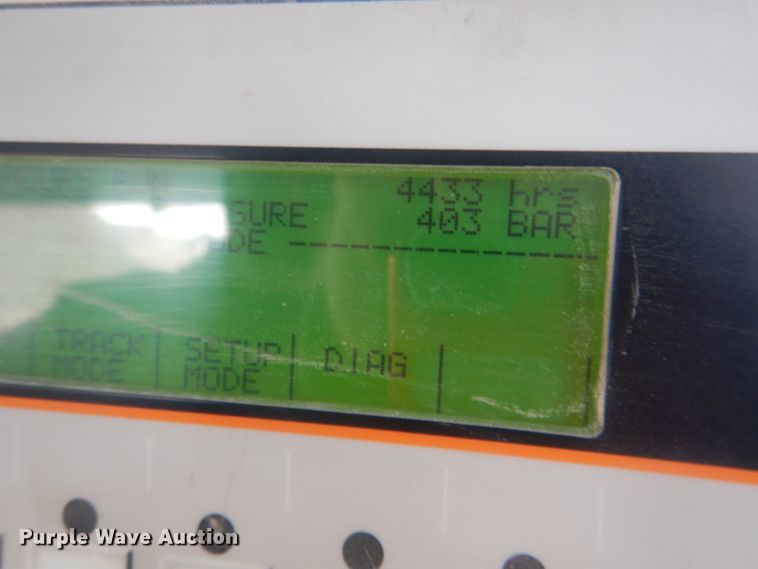 4433 hrs
SURE 403 BAR
DE --------------
TRACK SETUP DIAG
MODE MODE
Purple Wave Auction